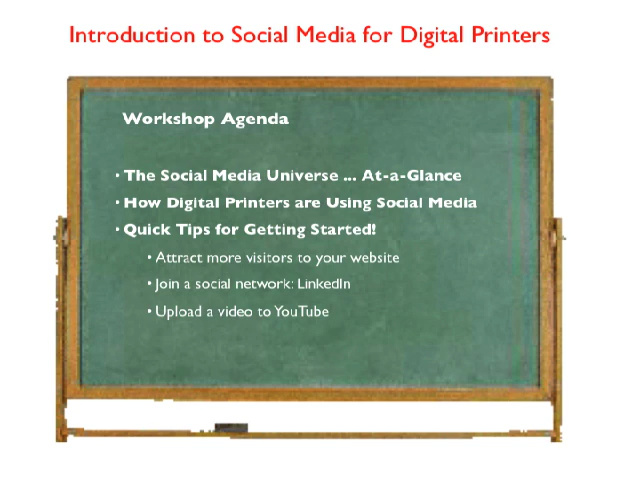 Introduction to Social Media for Digital Printers
Workshop Agenda
• The Social Media Universe ... At-a-Glance
• How Digital Printers are Using Social Media
• Quick Tips for Getting Started!
• Attract more visitors to your website
• Join a social network: LinkedIn
• Upload a video to YouTube